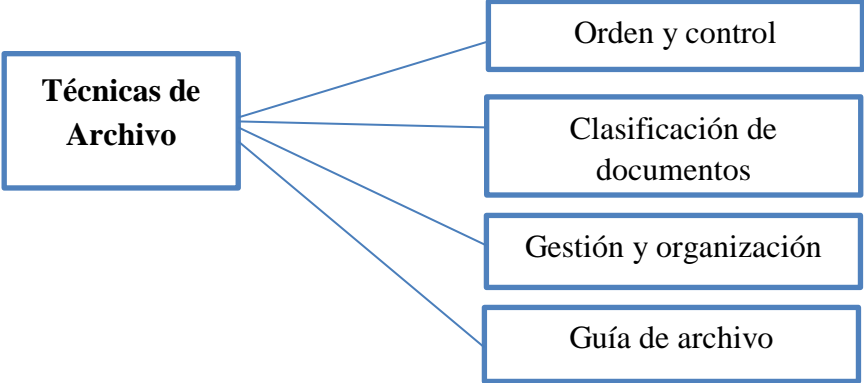 Técnicas de
Archivo
Orden y control
Clasificación de
documentos
Gestión y organización
Guía de archivo